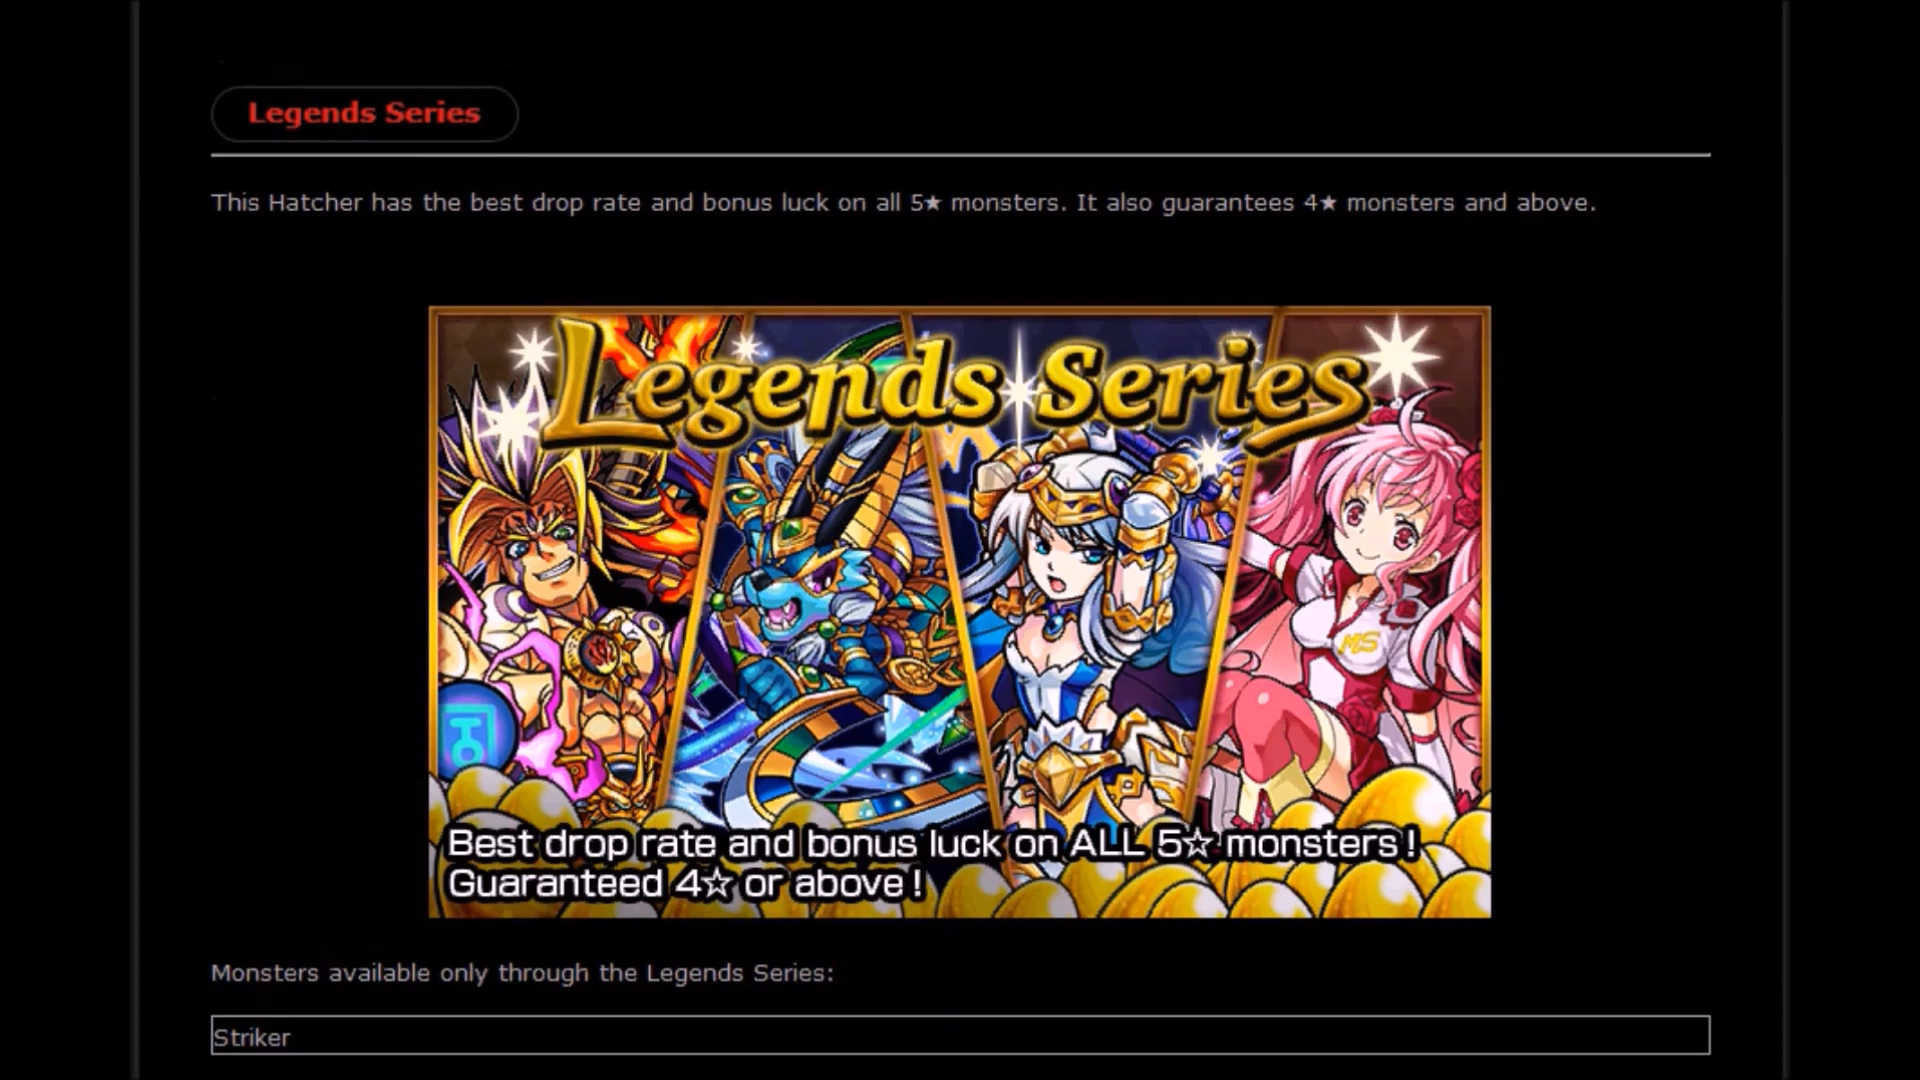 Legends Series
This Hatcher has the best drop rate and bonus luck on all 5★ monsters. It also guarantees 4★ monsters and above.
Legends Series
MS
Best drop rate and bonus luck on ALL 5☆ monsters!
Guaranteed 4☆ or above!
Monsters available only through the Legends Series:
Striker